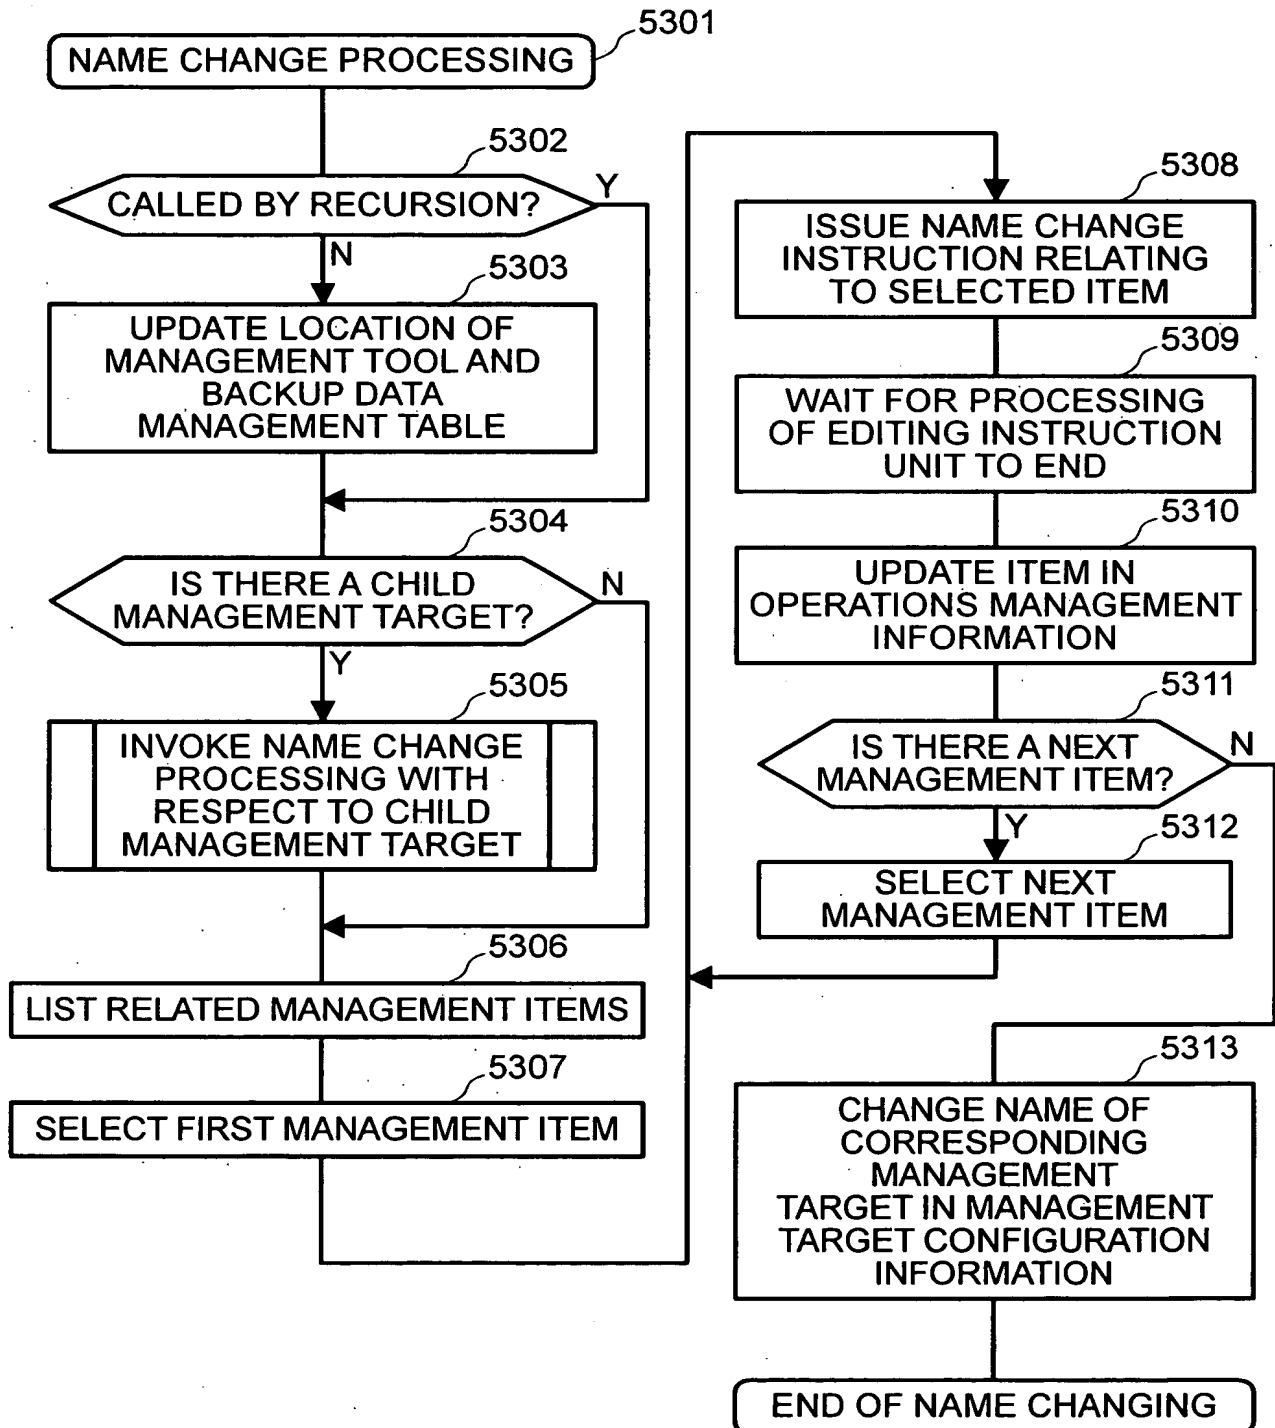 5301
NAME CHANGE PROCESSING
5302
CALLED BY RECURSION?
Y
N
5303
UPDATE LOCATION OF
MANAGEMENT TOOL AND
BACKUP DATA
MANAGEMENT TABLE
5304
IS THERE A CHILD
MANAGEMENT TARGET?
N
Y
5305
INVOKE NAME CHANGE
PROCESSING WITH
RESPECT TO CHILD
MANAGEMENT TARGET
5306
LIST RELATED MANAGEMENT ITEMS
5307
SELECT FIRST MANAGEMENT ITEM
5308
ISSUE NAME CHANGE
INSTRUCTION RELATING
TO SELECTED ITEM
5309
WAIT FOR PROCESSING
OF EDITING INSTRUCTION
UNIT TO END
5310
UPDATE ITEM IN
OPERATIONS MANAGEMENT
INFORMATION
5311
IS THERE A NEXT
MANAGEMENT ITEM?
N
Y
5312
SELECT NEXT
MANAGEMENT ITEM
5313
CHANGE NAME OF
CORRESPONDING
MANAGEMENT
TARGET IN MANAGEMENT
TARGET CONFIGURATION
INFORMATION
END OF NAME CHANGING